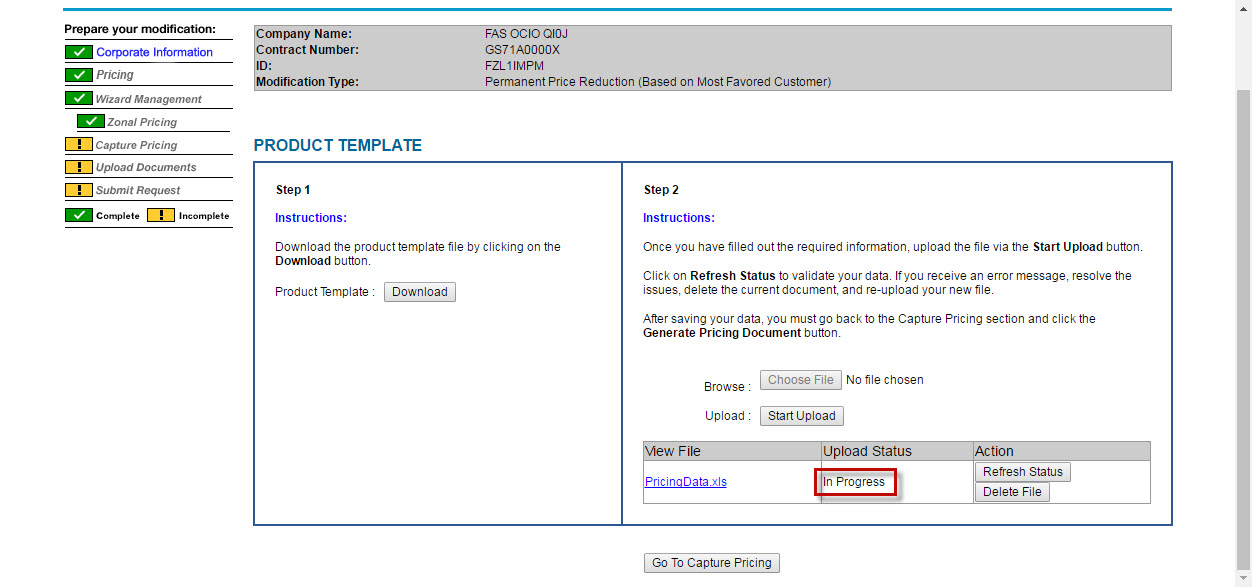 Prepare your modification:
Corporate Information
Pricing
Wizard Management
Zonal Pricing
Capture Pricing
Upload Documents
Submit Request
Complete ! Incomplete
Company Name: FAS OCIO QI0J
Contract Number: GS71A0000X
ID: FZL1IMPM
Modification Type: Permanent Price Reduction (Based on Most Favored Customer)
PRODUCT TEMPLATE
Step 1
Instructions:
Download the product template file by clicking on the
Download button.
Product Template : Download
Step 2
Instructions:
Once you have filled out the required information, upload the file via the Start Upload button.
Click on Refresh Status to validate your data. If you receive an error message, resolve the
issues, delete the current document, and re-upload your new file.
After saving your data, you must go back to the Capture Pricing section and click the
Generate Pricing Document button.
Browse : Choose File No file chosen
Upload : Start Upload
View File Upload Status Action
PricingData.xls In Progress Refresh Status
Delete File
Go To Capture Pricing